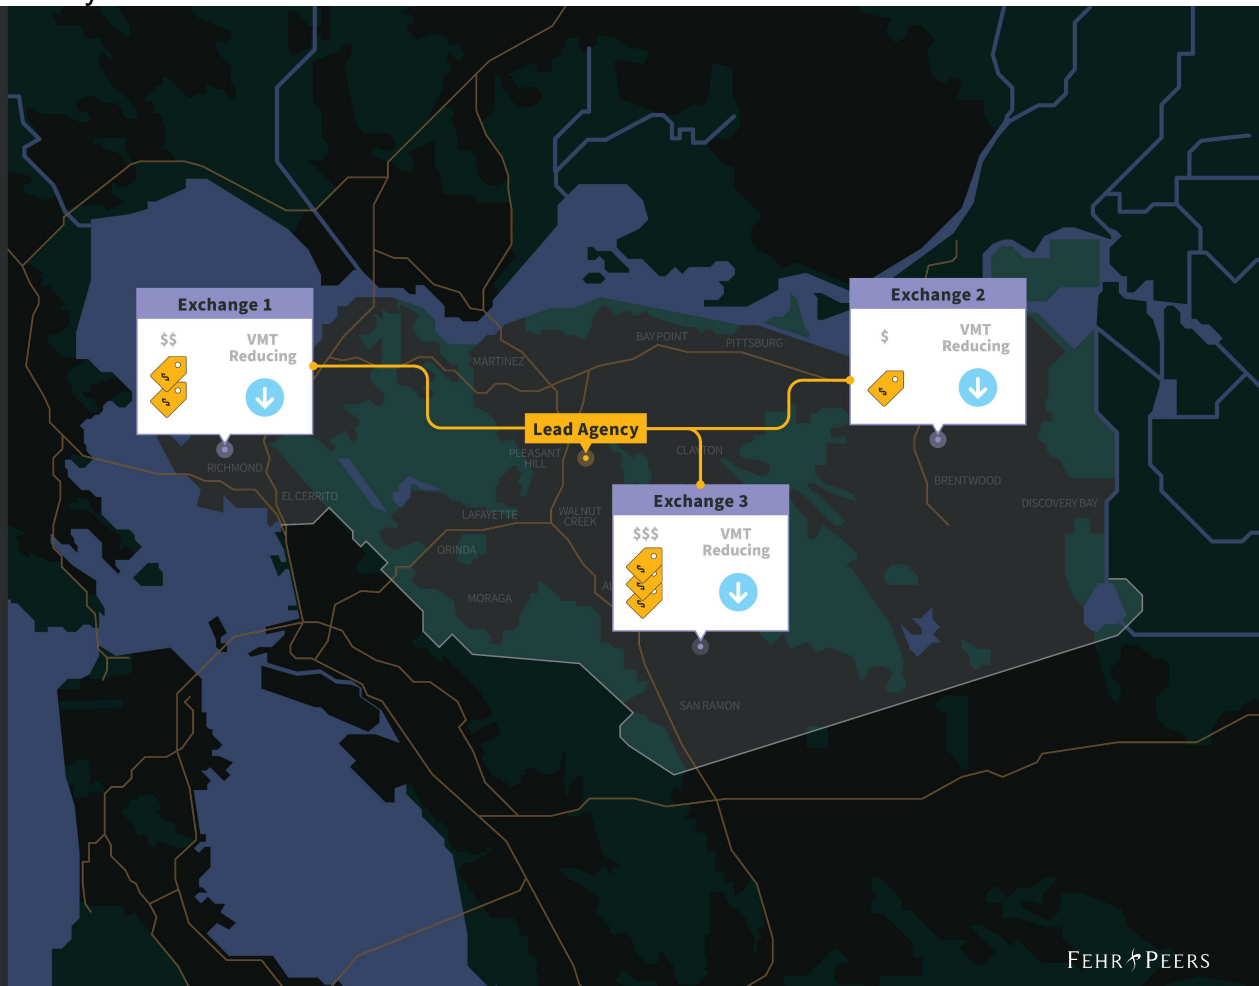 Exchange 1
$$
VMT
Reducing
Exchange 2
$
VMT
Reducing
Lead Agency
Exchange 3
$$$
VMT
Reducing
MARTINEZ
BAY POINT
PITTSBURG
RICHMOND
EL CERRITO
PLEASANT
HILL
CLAYTON
LAFAYETTE
WALNUT
CREEK
ORINDA
MORAGA
BRENTWOOD
DISCOVERY BAY
SAN RAMON
FEHR PEERS